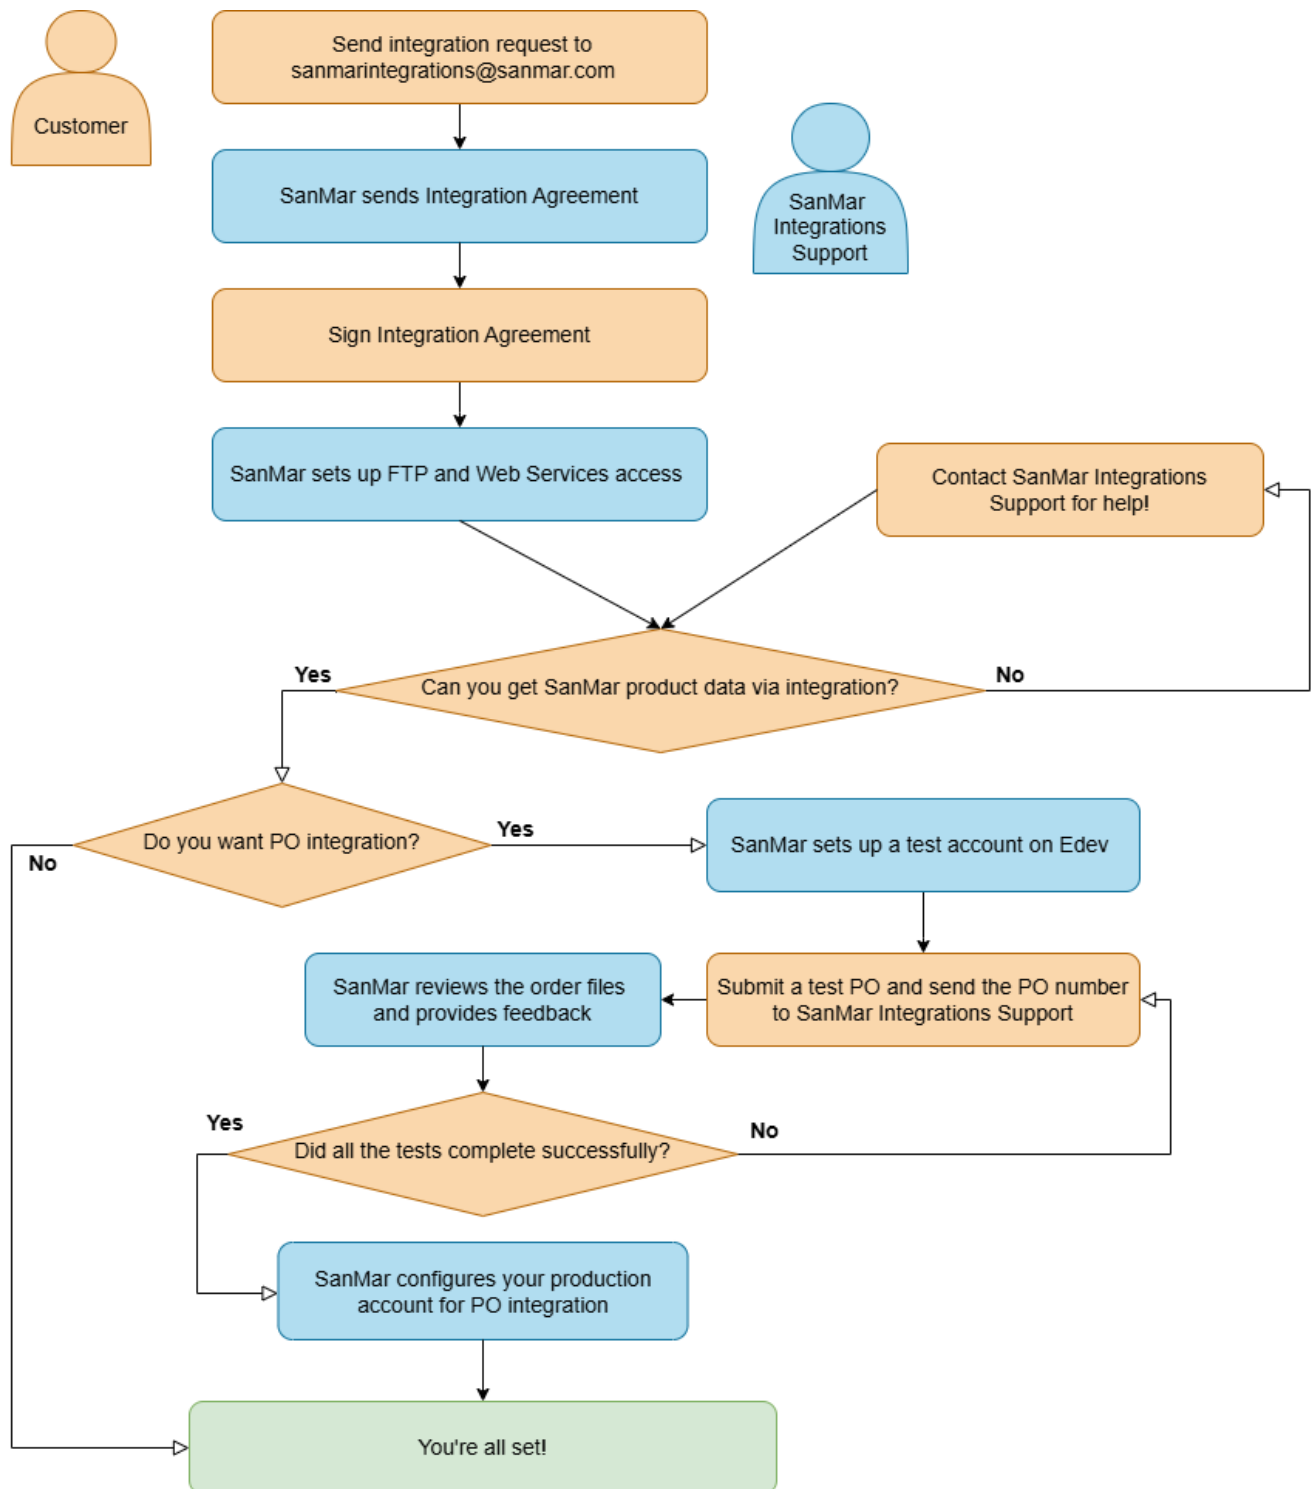 Send integration request to
sanmarintegrations@sanmar.com
Customer
SanMar sends Integration Agreement
SanMar
Integrations
Support
Sign Integration Agreement
SanMar sets up FTP and Web Services access
Contact SanMar Integrations
Support for help!
Yes
Can you get SanMar product data via integration?
No
Do you want PO integration?
No
Yes
SanMar sets up a test account on Edev
Submit a test PO and send the PO number
to SanMar Integrations Support
SanMar reviews the order files
and provides feedback
Yes
Did all the tests complete successfully?
No
SanMar configures your production
account for PO integration
You're all set!